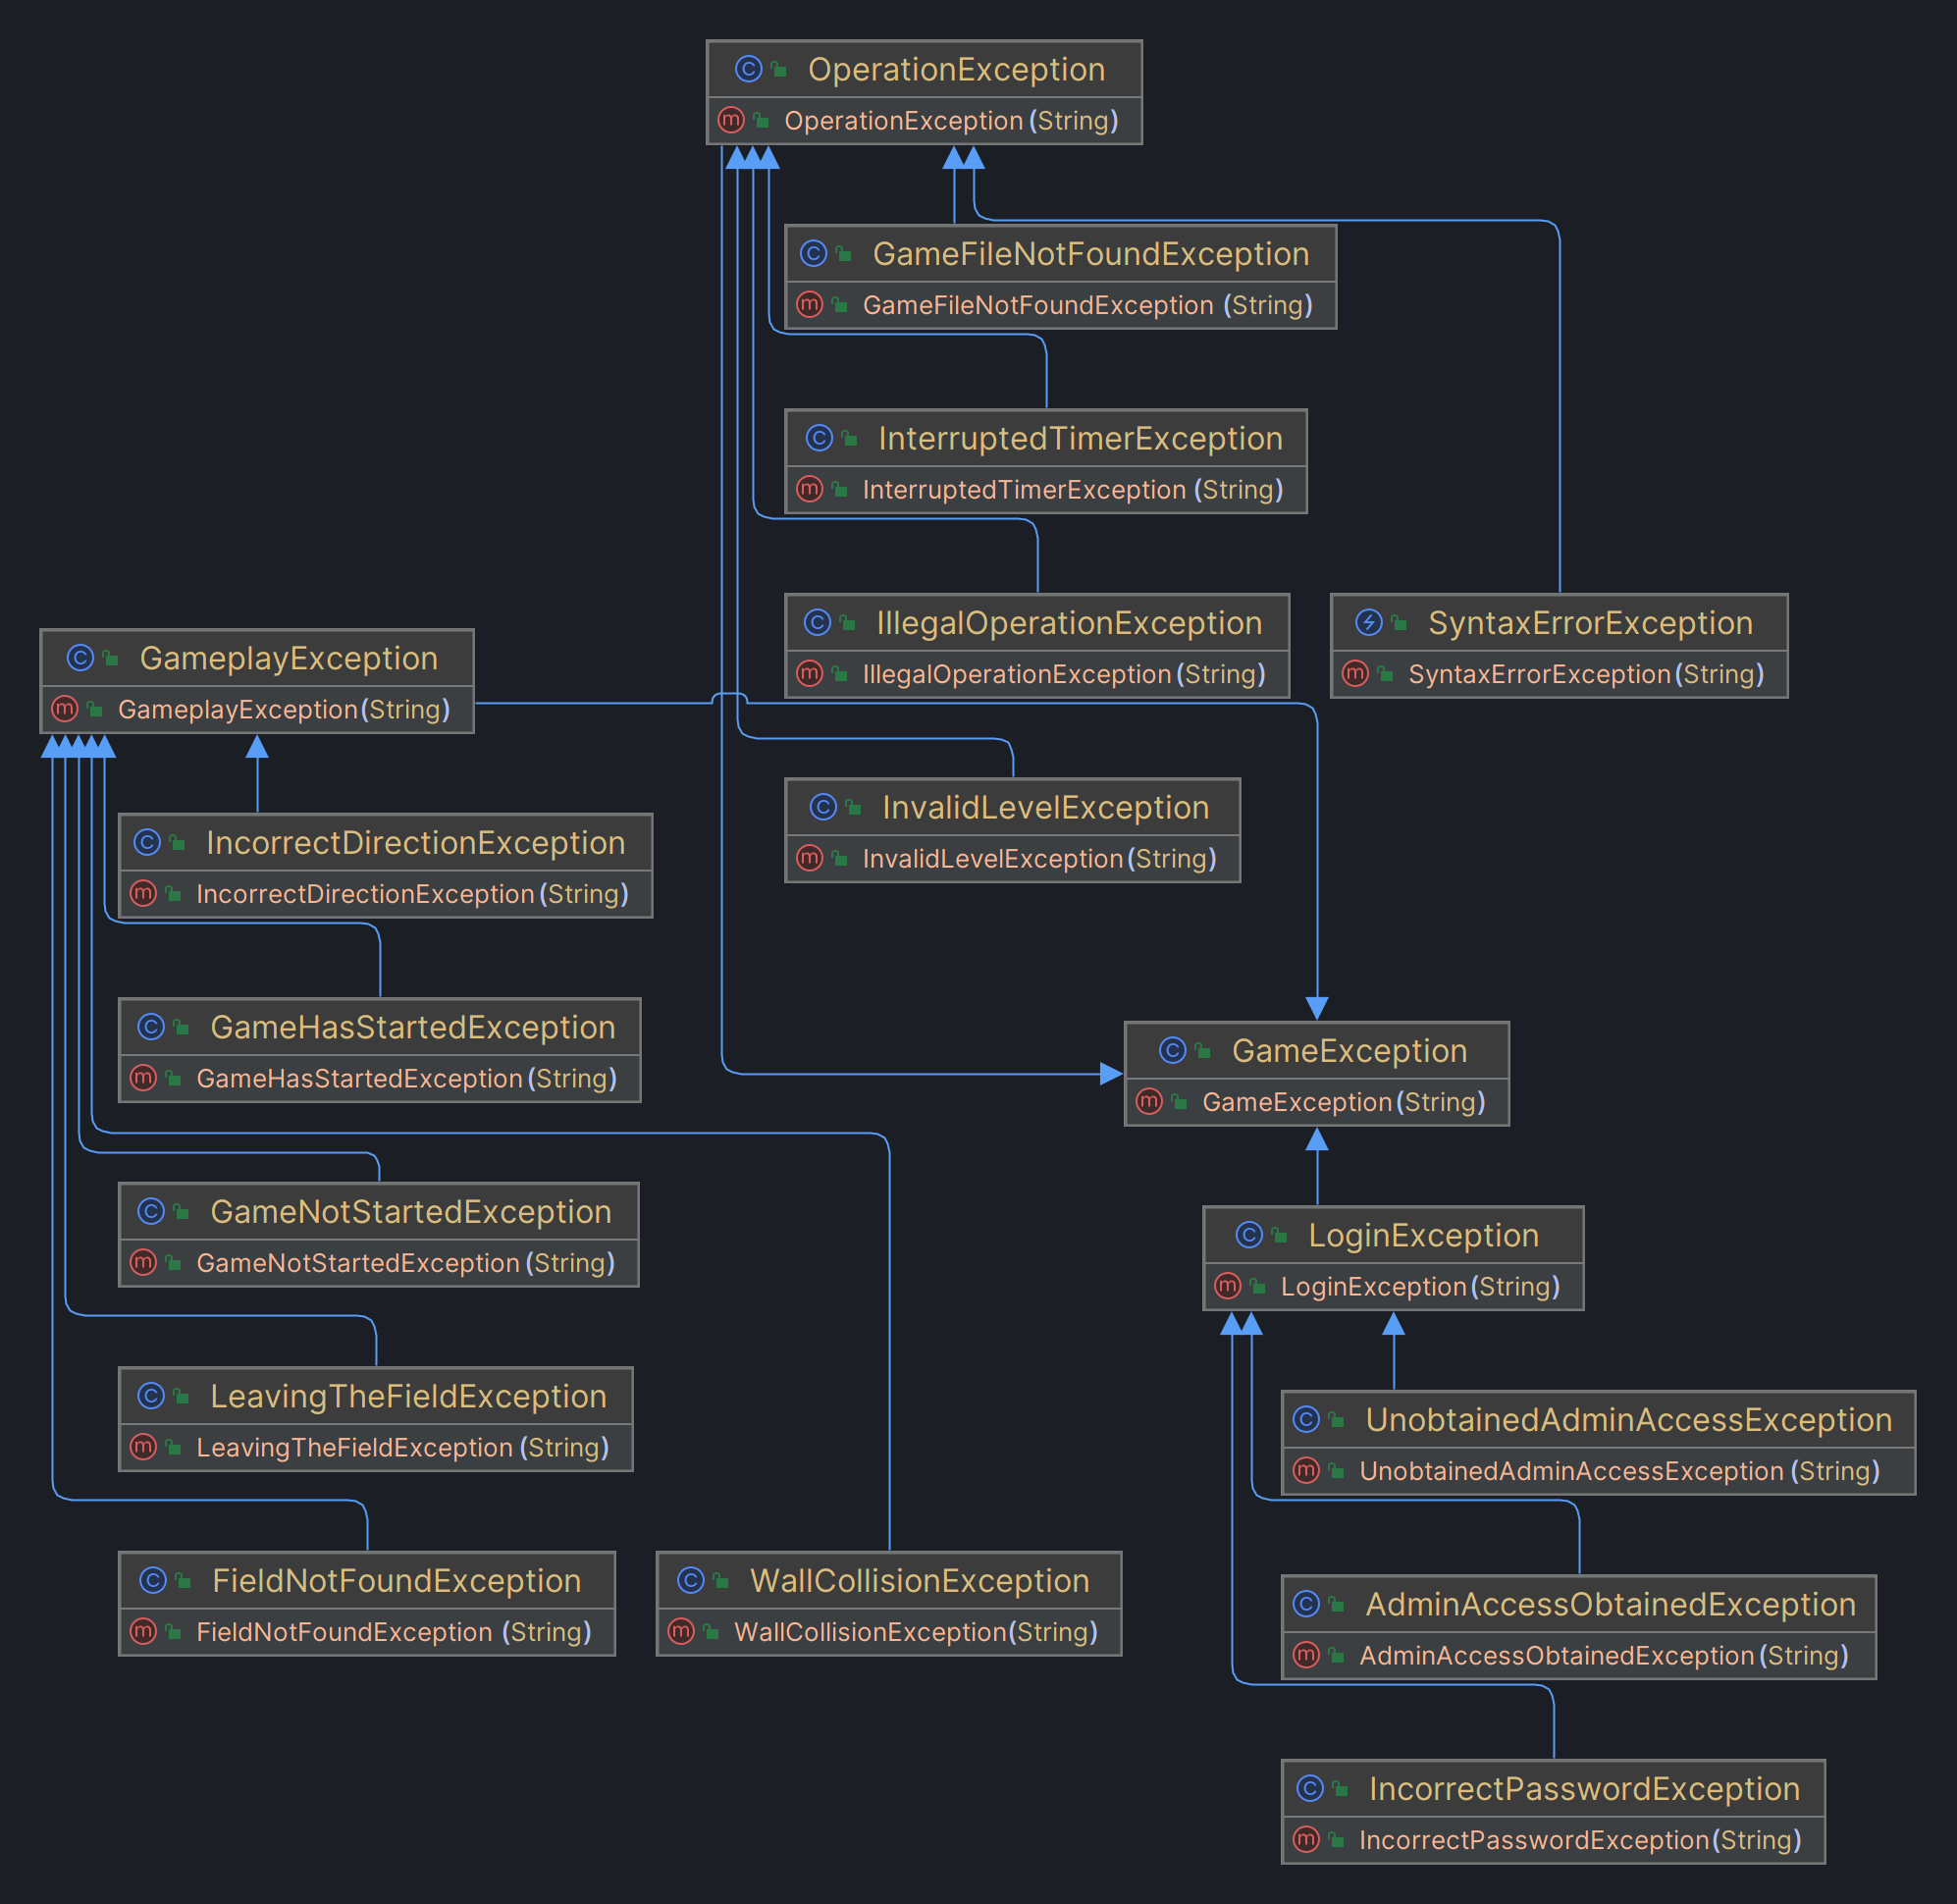 OperationException
OperationException(String)
GameFileNotFoundException
GameFileNotFoundException (String)
InterruptedTimerException
InterruptedTimerException (String)
IllegalOperationException
IllegalOperationException(String)
SyntaxErrorException
SyntaxErrorException(String)
GameplayException
GameplayException(String)
InvalidLevelException
InvalidLevelException(String)
IncorrectDirectionException
IncorrectDirectionException(String)
GameHasStartedException
GameHasStartedException(String)
GameException
GameException(String)
GameNotStartedException
GameNotStartedException(String)
LoginException
LoginException(String)
LeavingTheFieldException
LeavingTheFieldException (String)
UnobtainedAdminAccessException
UnobtainedAdminAccessException (String)
FieldNotFoundException
FieldNotFoundException (String)
WallCollisionException
WallCollisionException(String)
AdminAccessObtainedException
AdminAccessObtainedException(String)
IncorrectPasswordException
IncorrectPasswordException(String)